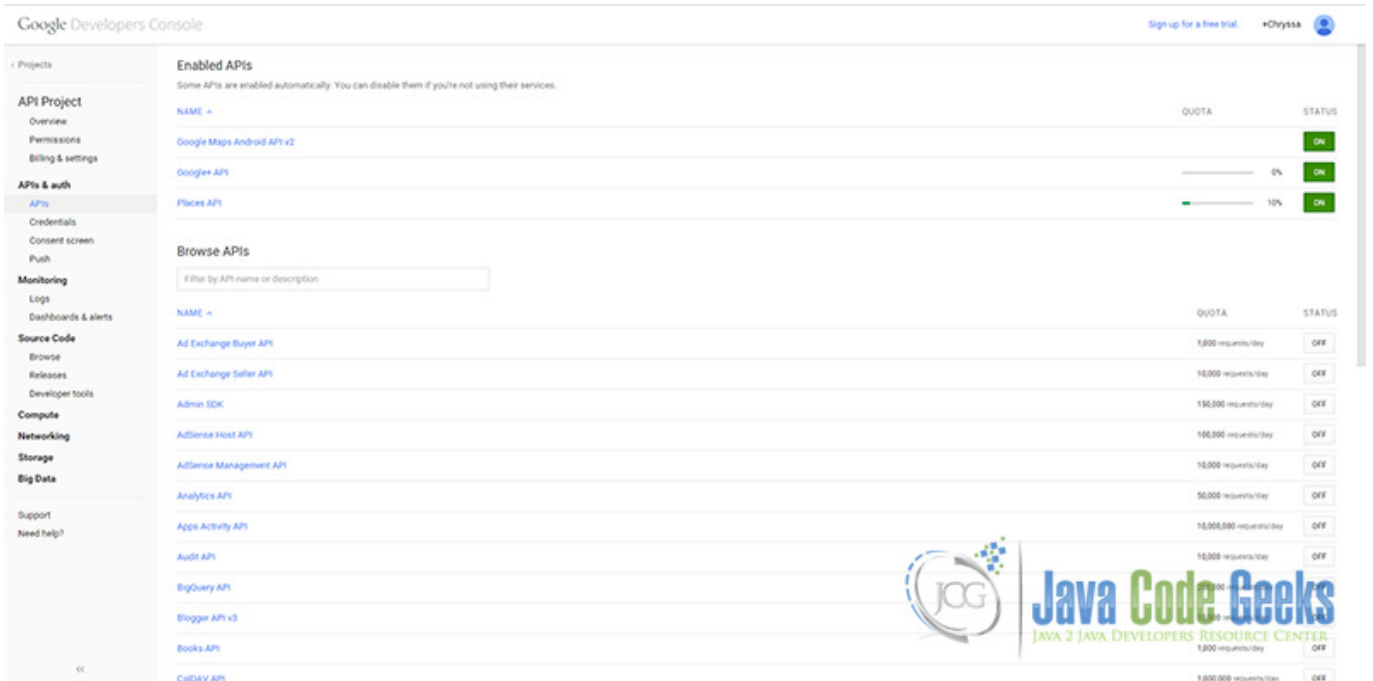 Google Developers Console
Sign up for a free trial. +Chryssa
< Projects
API Project
Overview
Permissions
Billing & settings
APIs & auth
APIs
Credentials
Consent screen
Push
Monitoring
Logs
Dashboards & alerts
Source Code
Browse
Releases
Developer tools
Compute
Networking
Storage
Big Data
Support
Need help?
Enabled APIs
Some APIs are enabled automatically. You can disable them if you're not using their services.
NAME QUOTA STATUS
Google Maps Android API v2 ON
Google+ API 0% ON
Places API 10% ON
Browse APIs
Filter by API name or description
NAME QUOTA STATUS
Ad Exchange Buyer API 1,000 requests/day OFF
Ad Exchange Seller API 10,000 requests/day OFF
Admin SDK 150,000 requests/day OFF
AdSense Host API 100,000 requests/day OFF
AdSense Management API 10,000 requests/day OFF
Analytics API 50,000 requests/day OFF
Apps Activity API 10,000,000 requests/day OFF
Audit API 10,000 requests/day OFF
BigQuery API OFF
Blogger API v3 OFF
Books API 1,000 requests/day OFF
CalDAV API 1,000,000 requests/day OFF
JCG Java Code Geeks
JAVA 2 JAVA DEVELOPERS RESOURCE CENTER
<<